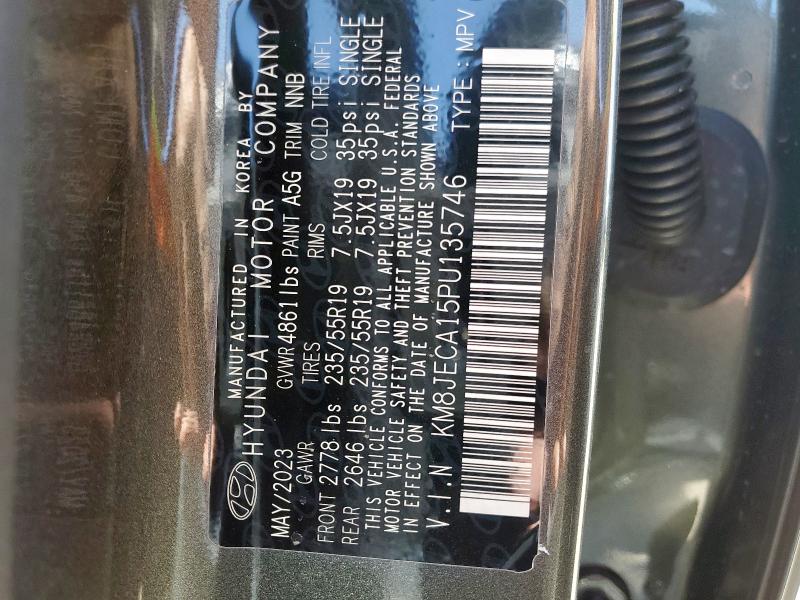 MANUFACTURED IN KOREA BY
HYUNDAI MOTOR COMPANY
MAY/2023 GVWR 4861 lbs PAINT A5G TRIM NNB
GAWR TIRES RIMS COLD TIRE INFL
FRONT 2778 lbs 235/55R19 7.5JX19 35psi SINGLE
REAR 2646 lbs 235/55R19 7.5JX19 35psi SINGLE
THIS VEHICLE CONFORMS TO ALL APPLICABLE U.S.A. FEDERAL
MOTOR VEHICLE SAFETY AND THEFT PREVENTION STANDARDS
IN EFFECT ON THE DATE OF MANUFACTURE SHOWN ABOVE
V.I.N KM8JECA15PU135746 TYPE : MPV